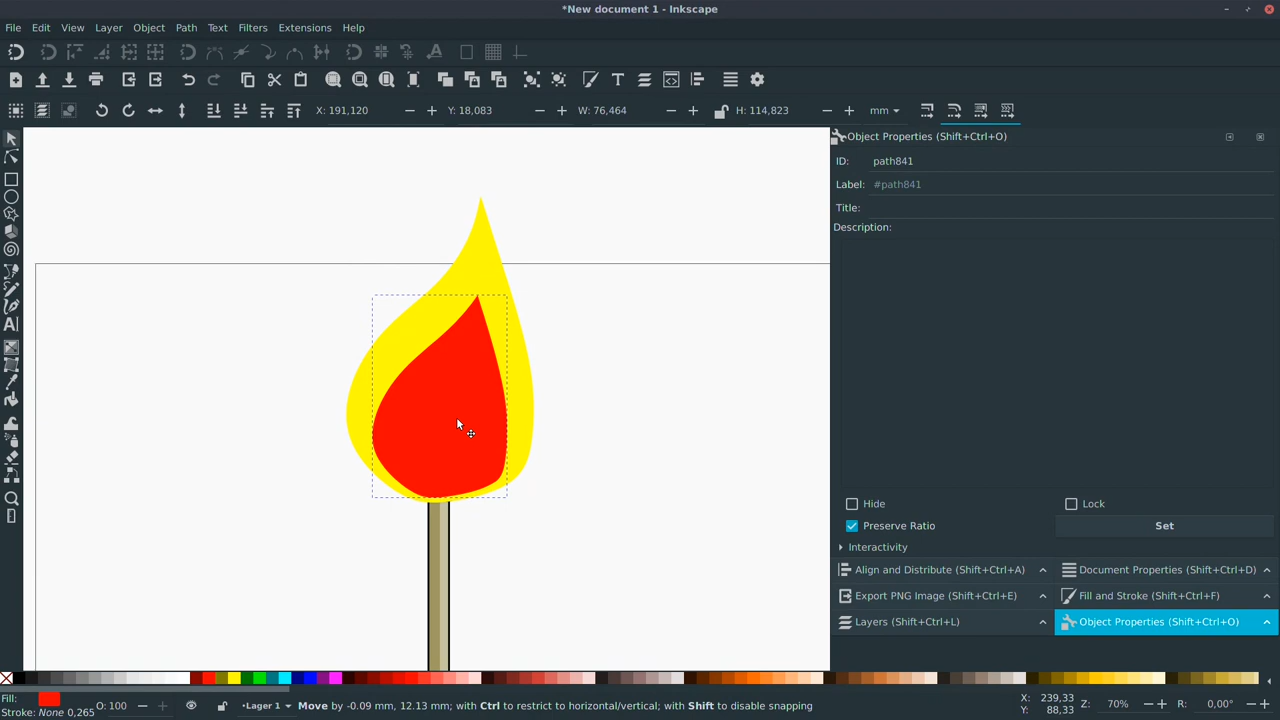 *New document 1 - Inkscape
File Edit View Layer Object Path Filters Text Extensions Help
X: 191,120 Y: 18,083 W: 76,464 H: 114,823 mm
Object Properties (Shift+Ctrl+O)
ID: path841
Label: #path841
Title:
Description:
Hide Lock
Preserve Ratio Set
Interactivity
Align and Distribute (Shift+Ctrl+A) Document Properties (Shift+Ctrl+D)
Export PNG Image (Shift+Ctrl+E) Fill and Stroke (Shift+Ctrl+F)
Layers (Shift+Ctrl+L) Object Properties (Shift+Ctrl+O)
Fill: O: 100 •Lager 1 Move by -0.09 mm, 12.13 mm; with Ctrl to restrict to horizontal/vertical; with Shift to disable snapping X: 239,33 Z: 70% R: 0,00°
Stroke: None 0,265 Y: 88,33